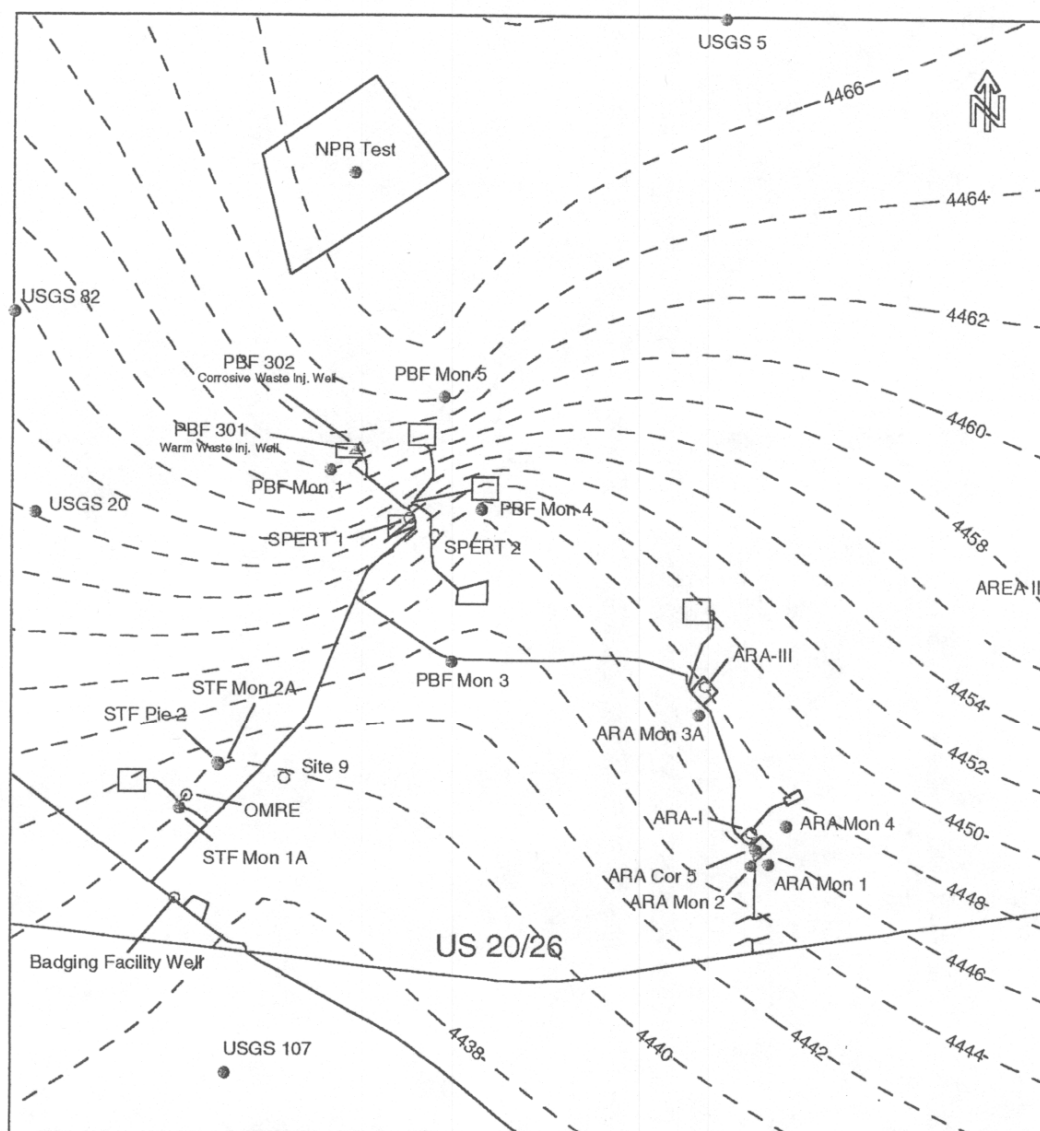 USGS 5
4466
N
NPR Test
4464
USGS 82
4462
PBF 302
Corrosive Waste Inj. Well
PBF Mon 5
4460
PBF 301
Warm Waste Inj. Well
PBF Mon 1
USGS 20
PBF Mon 4
SPERT 1
SPERT 2
4458
AREA II
ARA-III
PBF Mon 3
4454
STF Mon 2A
STF Pie 2
ARA Mon 3A
4452
Site 9
OMRE
ARA-I
ARA Mon 4
4450
STF Mon 1A
ARA Cor 5
ARA Mon 1
ARA Mon 2
4448
US 20/26
Badging Facility Well
4446
USGS 107
4438
4440
4442
4444